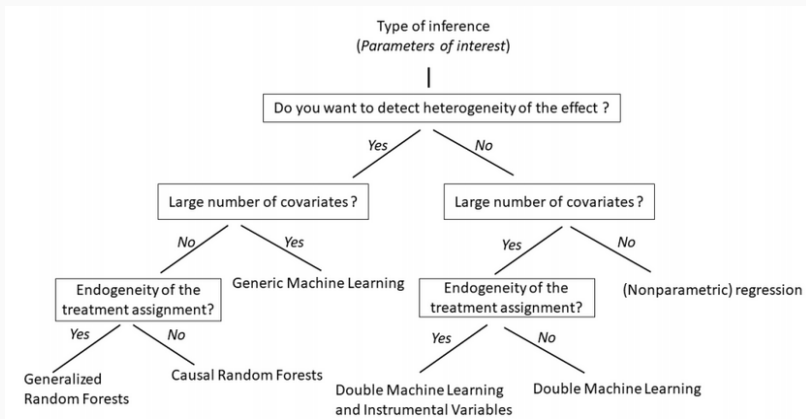 Type of inference
(Parameters of interest)
Do you want to detect heterogeneity of the effect ?
Yes
No
Large number of covariates ?
Large number of covariates ?
No
Yes
Yes
No
Endogeneity of the
treatment assignment?
Generic Machine Learning
Endogeneity of the
treatment assignment?
(Nonparametric) regression
Yes
No
Yes
No
Generalized
Random Forests
Causal Random Forests
Double Machine Learning
and Instrumental Variables
Double Machine Learning